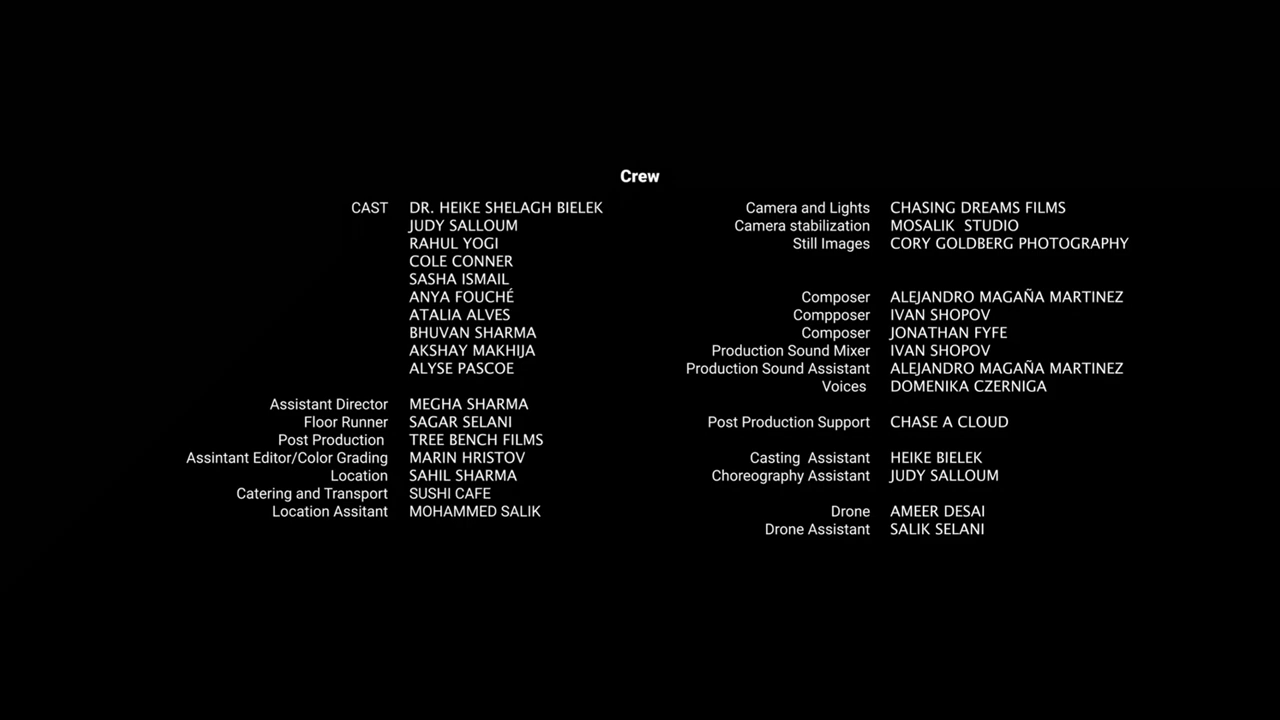 Crew
CAST DR. HEIKE SHELAGH BIELEK
JUDY SALLOUM
RAHUL YOGI
COLE CONNER
SASHA ISMAIL
ANYA FOUCHÉ
ATALIA ALVES
BHUVAN SHARMA
AKSHAY MAKHIJA
ALYSE PASCOE
Assistant Director MEGHA SHARMA
Floor Runner SAGAR SELANI
Post Production TREE BENCH FILMS
Assintant Editor/Color Grading MARIN HRISTOV
Location SAHIL SHARMA
Catering and Transport SUSHI CAFE
Location Assitant MOHAMMED SALIK
Camera and Lights CHASING DREAMS FILMS
Camera stabilization MOSALIK STUDIO
Still Images CORY GOLDBERG PHOTOGRAPHY
Composer ALEJANDRO MAGAÑA MARTINEZ
Compposer IVAN SHOPOV
Composer JONATHAN FYFE
Production Sound Mixer IVAN SHOPOV
Production Sound Assistant ALEJANDRO MAGAÑA MARTINEZ
Voices DOMENIKA CZERNIGA
Post Production Support CHASE A CLOUD
Casting Assistant HEIKE BIELEK
Choreography Assistant JUDY SALLOUM
Drone AMEER DESAI
Drone Assistant SALIK SELANI